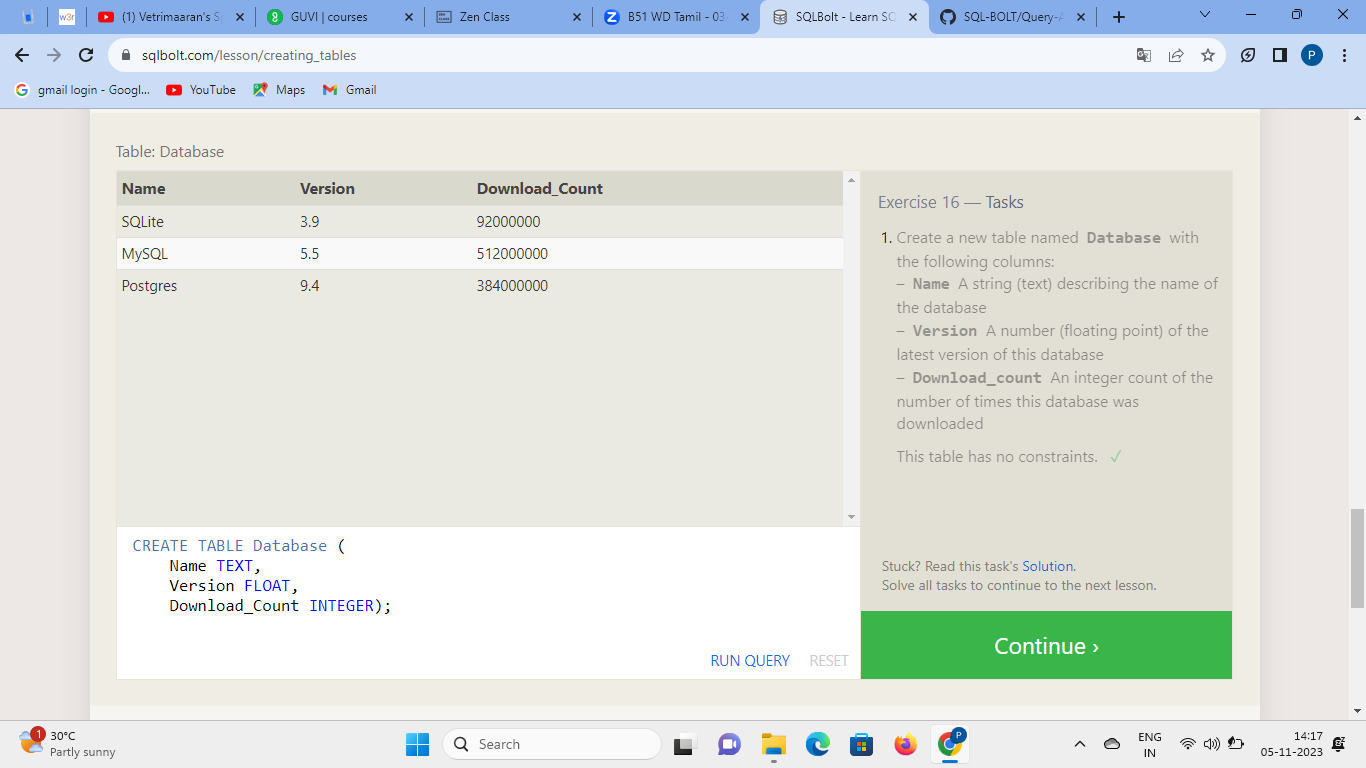 w3r
(1) Vetrimaaran's Sp
GUVI | courses
Zen Class
B51 WD Tamil - 03
SQLBolt - Learn SQ
SQL-BOLT/Query-A
sqlbolt.com/lesson/creating_tables
P
gmail login - Googl...
YouTube
Maps
Gmail
Table: Database
Name Version Download_Count
SQLite 3.9 92000000
MySQL 5.5 512000000
Postgres 9.4 384000000
CREATE TABLE Database (
Name TEXT,
Version FLOAT,
Download_Count INTEGER);
RUN QUERY RESET
Exercise 16 — Tasks
1. Create a new table named Database with
the following columns:
– Name A string (text) describing the name of
the database
– Version A number (floating point) of the
latest version of this database
– Download_count An integer count of the
number of times this database was
downloaded
This table has no constraints. ✓
Stuck? Read this task's Solution.
Solve all tasks to continue to the next lesson.
Continue ›
1
30°C
Partly sunny
Search
P
ENG
IN
14:17
05-11-2023